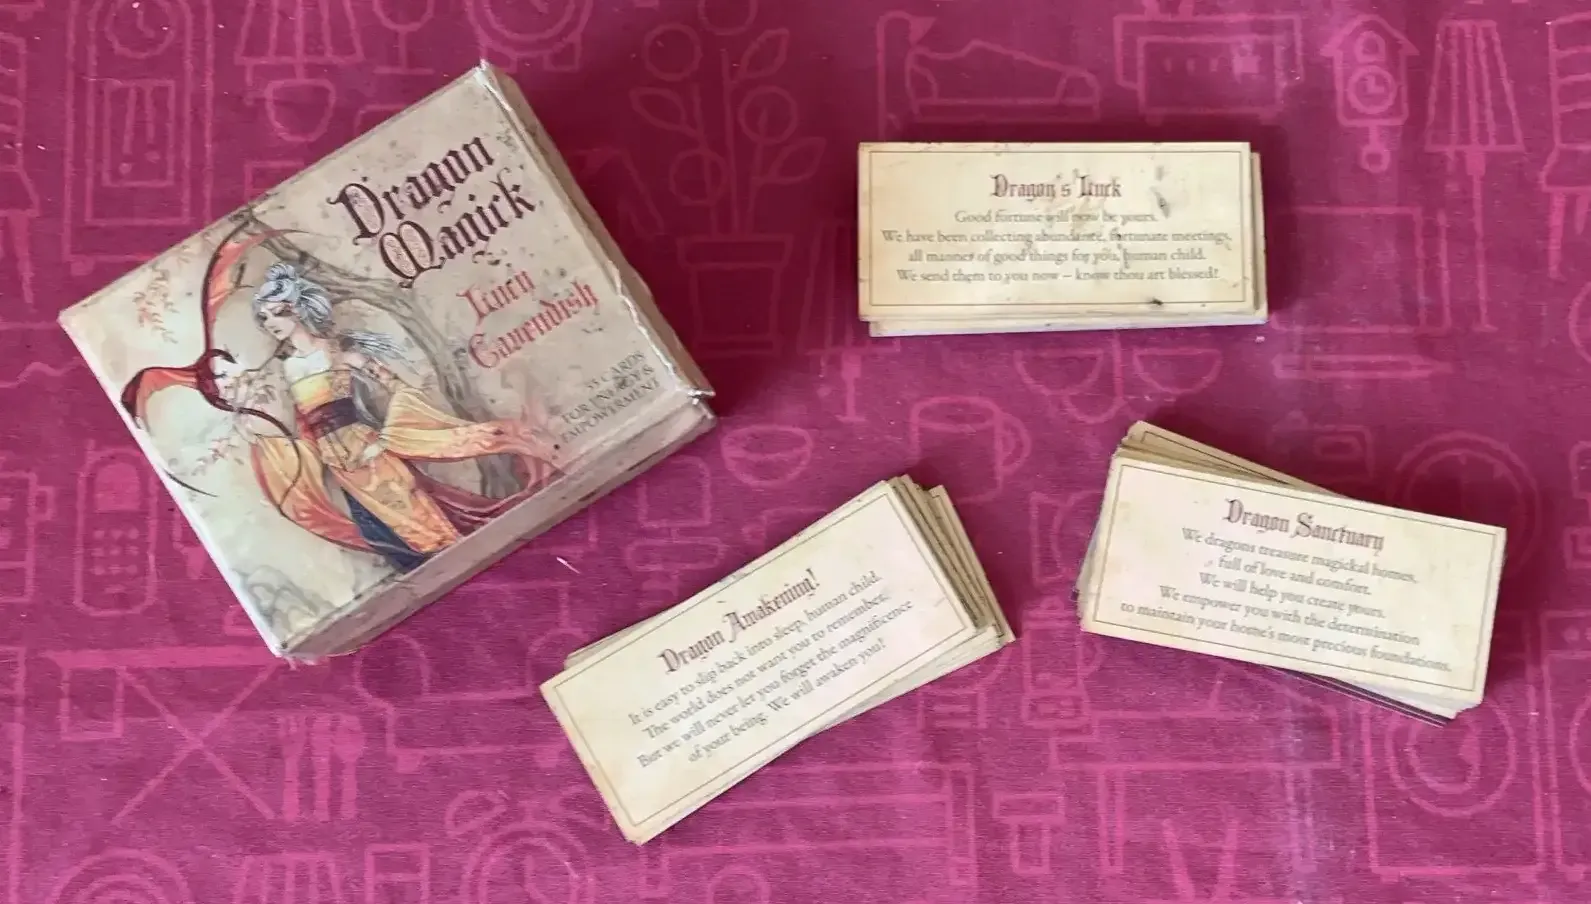 Dragon
Magick
Lucy
Cavendish
55 CARDS
FOR ENERGY &
EMPOWERMENT
Dragon's Luck
Good fortune will now be yours.
We have been collecting abundance, fortunate meetings,
all manner of good things for you, human child.
We send them to you now – know thou art blessed!
Dragon Awakening!
It is easy to slip back into sleep, human child.
The world does not want you to remember.
But we will never let you forget the magnificence
of your being. We will awaken you!
Dragon Sanctuary
We dragons treasure magickal homes,
full of love and comfort.
We will help you create yours.
We empower you with the determination
to maintain your home's most precious foundations.